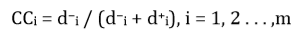 CCᵢ = d⁻ᵢ / (d⁻ᵢ + d⁺ᵢ), i = 1, 2 . . . ,m